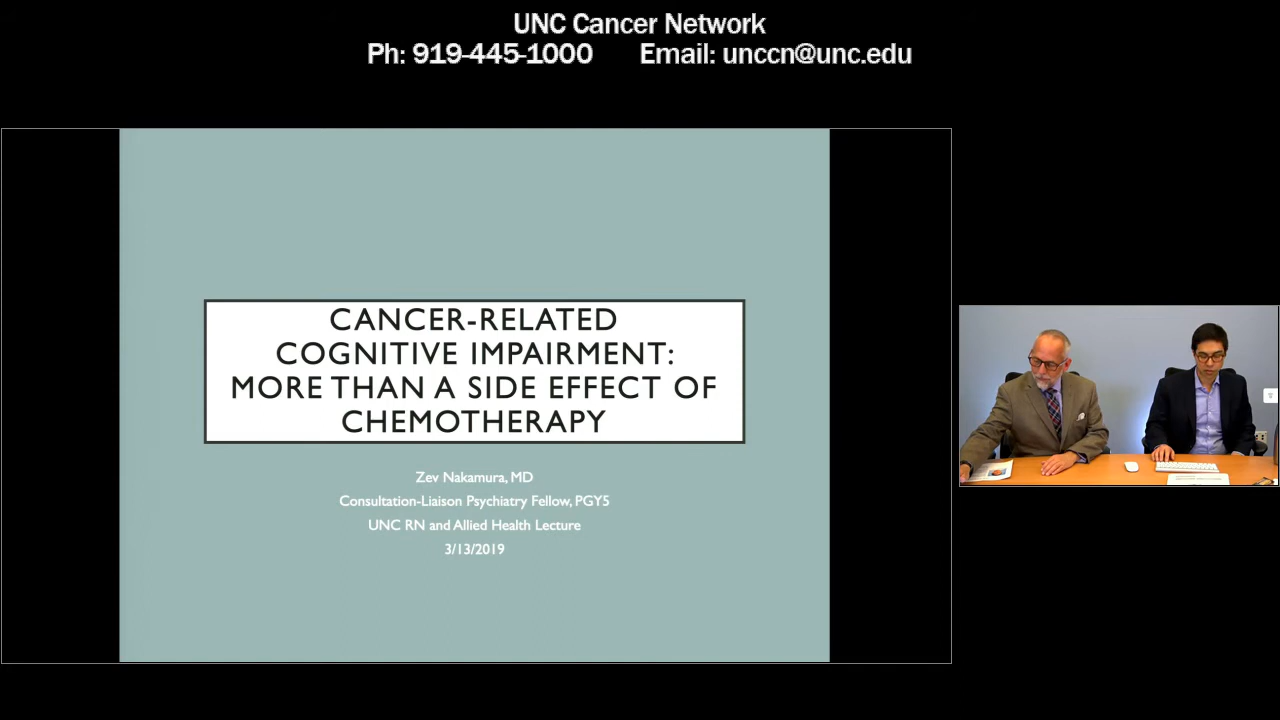 UNC Cancer Network
Ph: 919-445-1000 Email: unccn@unc.edu
CANCER-RELATED
COGNITIVE IMPAIRMENT:
MORE THAN A SIDE EFFECT OF
CHEMOTHERAPY
Zev Nakamura, MD
Consultation-Liaison Psychiatry Fellow, PGY5
UNC RN and Allied Health Lecture
3/13/2019